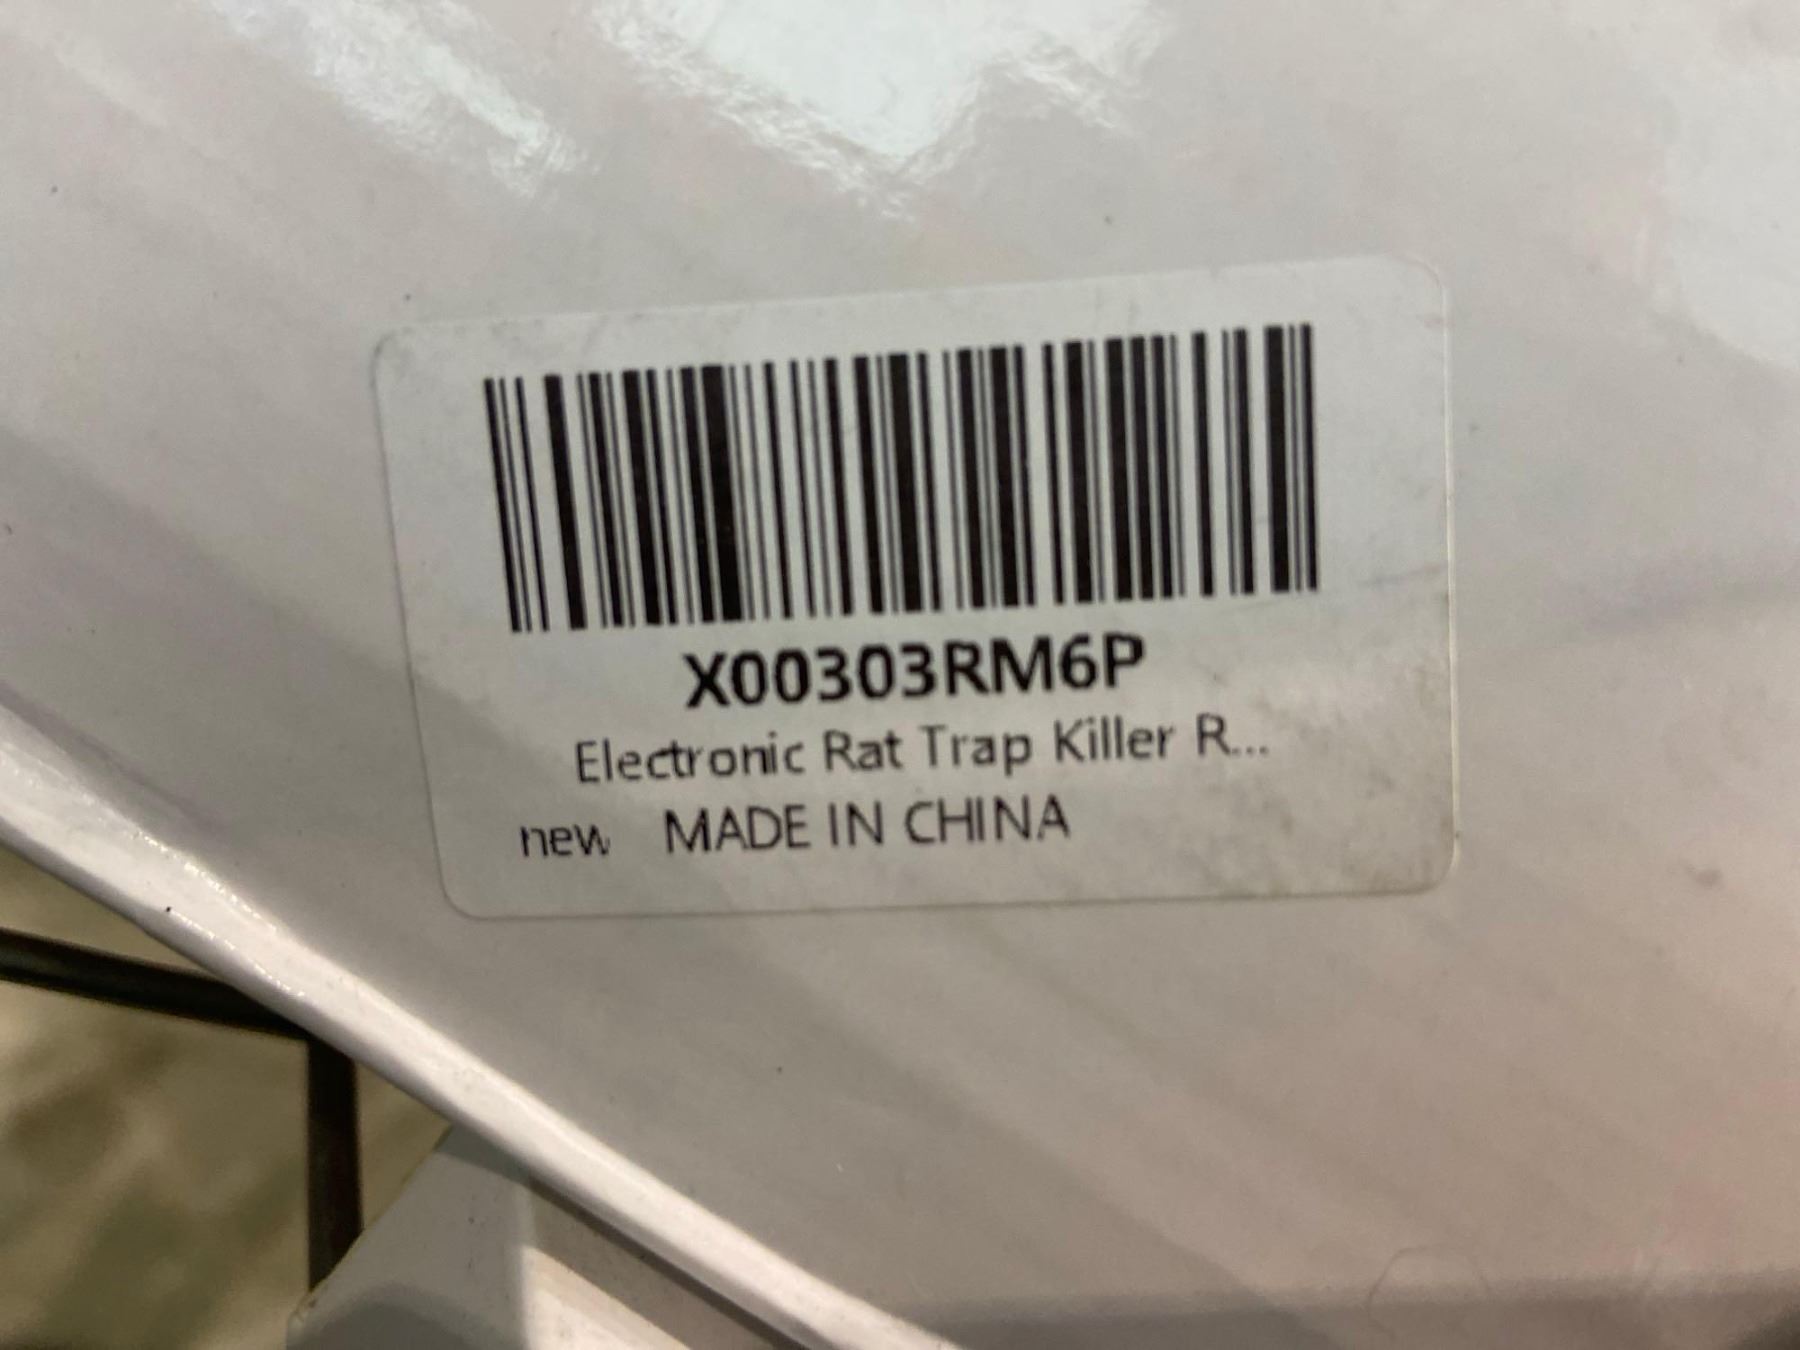 X00303RM6P
Electronic Rat Trap Killer R...
new MADE IN CHINA